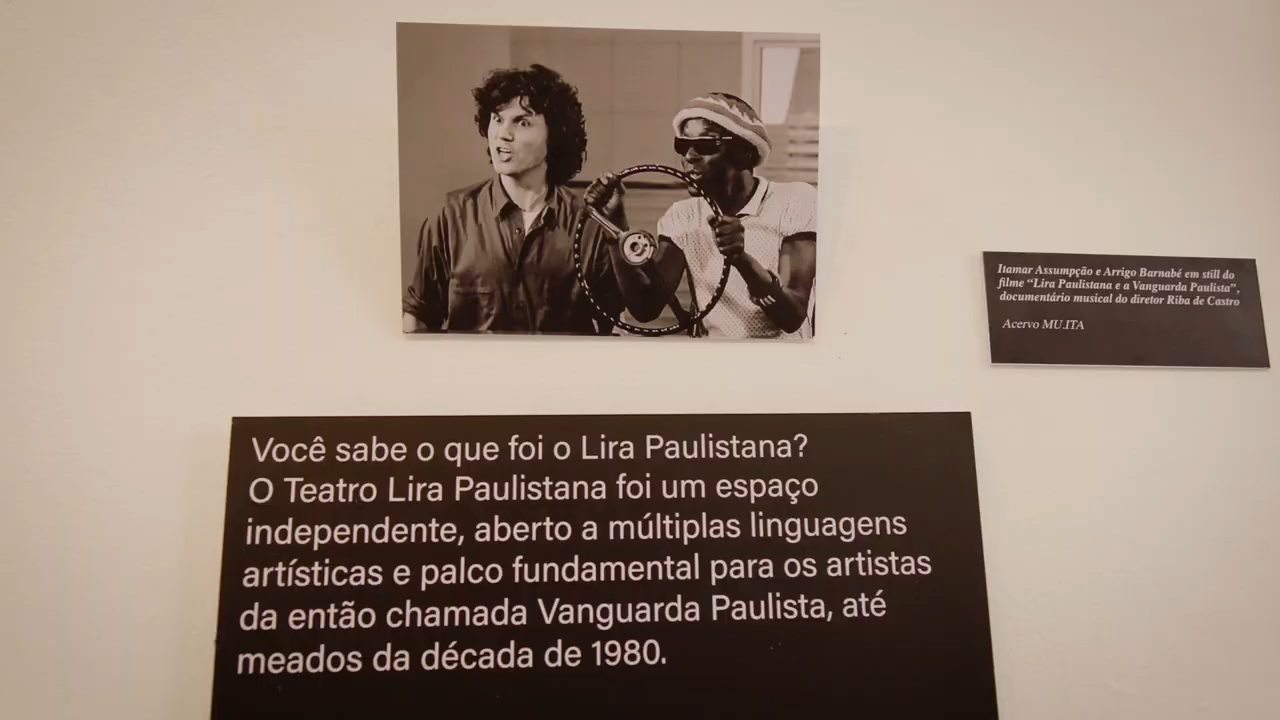 Itamar Assumpção e Arrigo Barnabé em still do
filme “Lira Paulistana e a Vanguarda Paulista”,
documentário musical do diretor Riba de Castro
Acervo MU.ITA
Você sabe o que foi o Lira Paulistana?
O Teatro Lira Paulistana foi um espaço
independente, aberto a múltiplas linguagens
artísticas e palco fundamental para os artistas
da então chamada Vanguarda Paulista, até
meados da década de 1980.